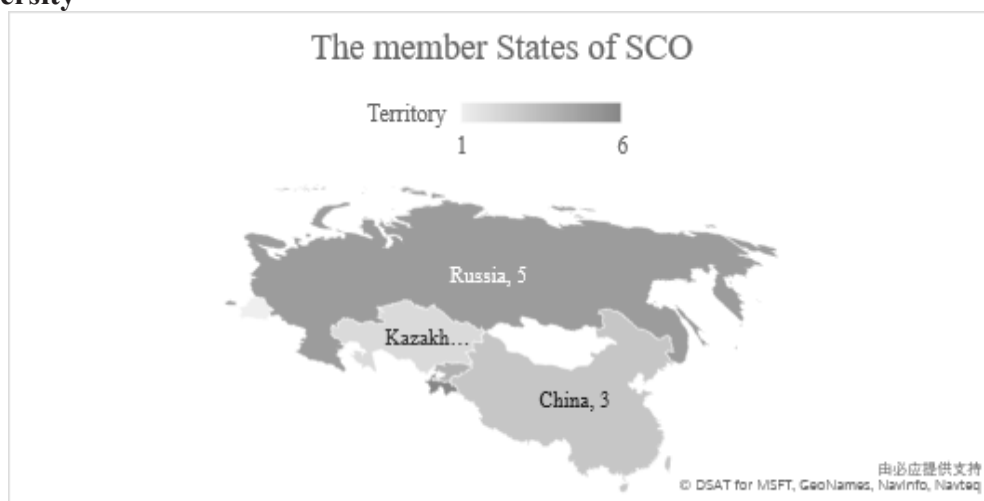 ersity
The member States of SCO
Territory
1 6
Russia, 5
Kazakh...
China, 3
由必应提供支持
© DSAT for MSFT, GeoNames, Navinfo, Navteq